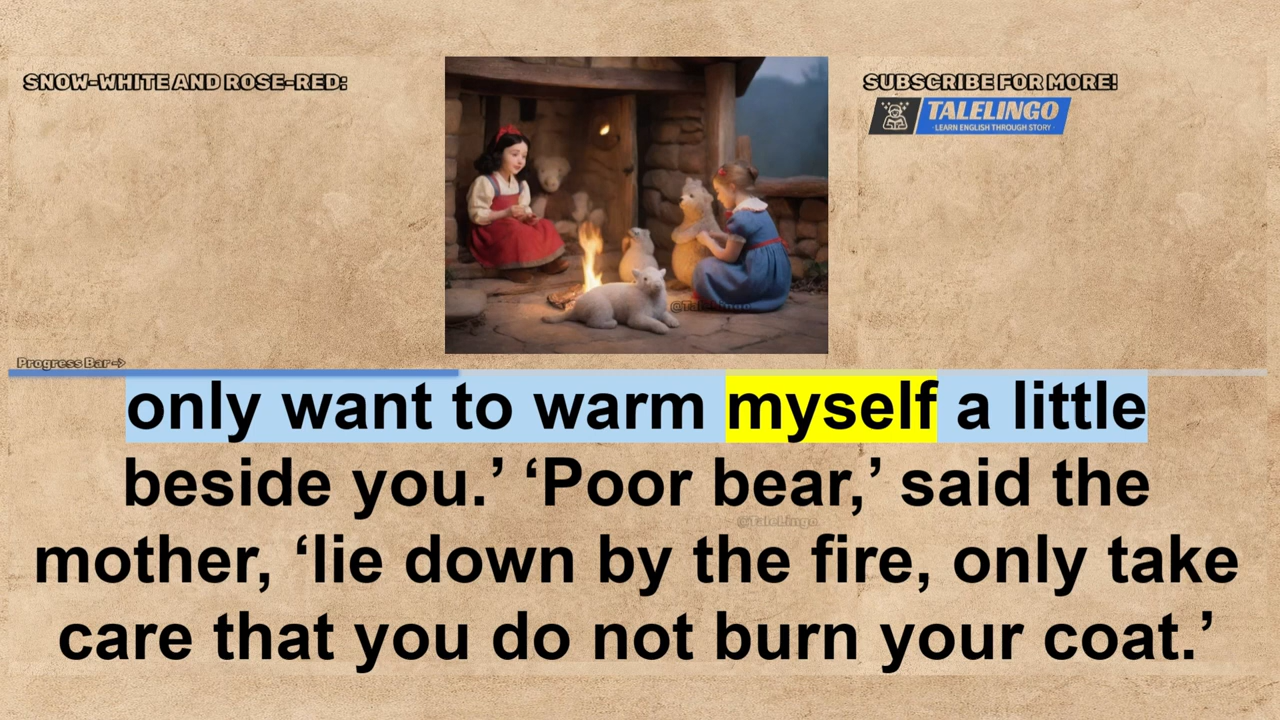 SNOW-WHITE AND ROSE-RED:
SUBSCRIBE FOR MORE!
TALELINGO
· LEARN ENGLISH THROUGH STORY ·
@TaleLingo
Progress Bar->
only want to warm myself a little
beside you.’ ‘Poor bear,’ said the
@TaleLingo
mother, ‘lie down by the fire, only take
care that you do not burn your coat.’